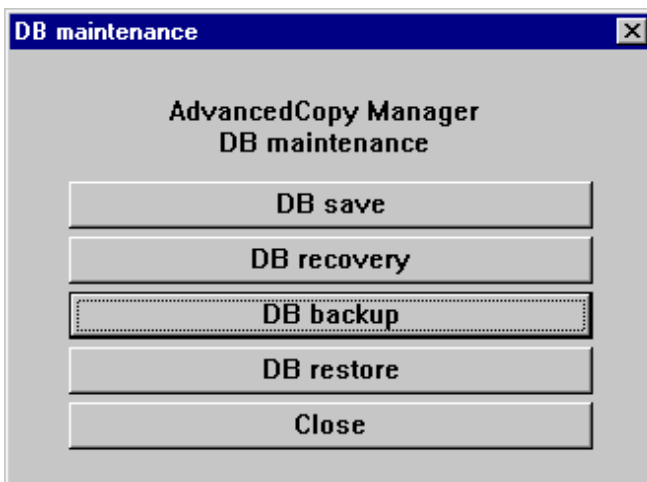 DB maintenance
AdvancedCopy Manager
DB maintenance
DB save
DB recovery
DB backup
DB restore
Close